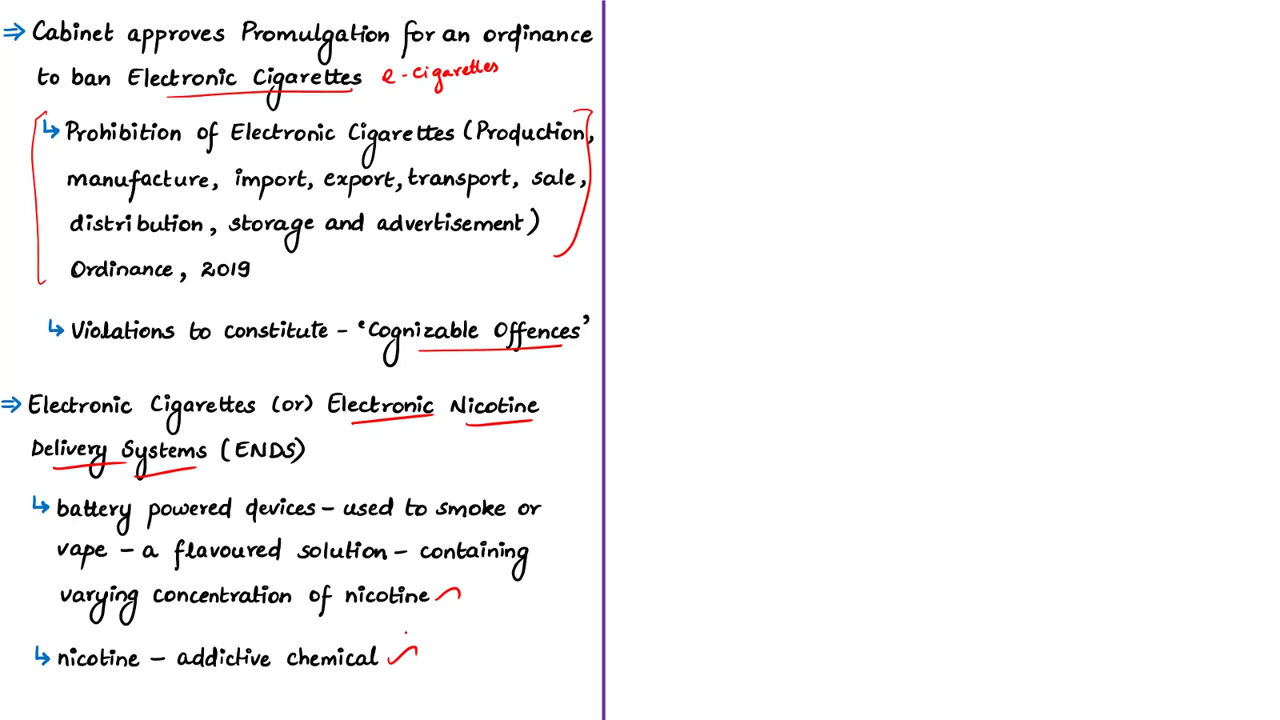 ⇒ Cabinet approves Promulgation for an ordinance
to ban Electronic Cigarettes e-cigarettes
↳ Prohibition of Electronic Cigarettes (Production,
manufacture, import, export, transport, sale,
distribution, storage and advertisement)
Ordinance, 2019
↳ Violations to constitute – 'Cognizable Offences'
⇒ Electronic Cigarettes (or) Electronic Nicotine
Delivery Systems (ENDS)
↳ battery powered devices – used to smoke or
vape – a flavoured solution – containing
varying concentration of nicotine
↳ nicotine – addictive chemical